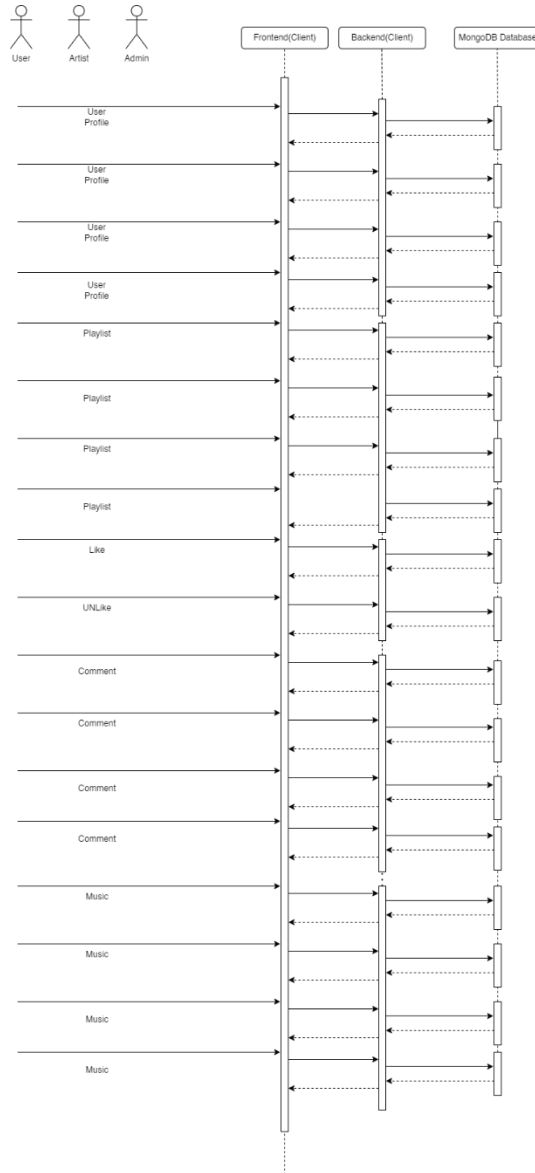 User
Artist
Admin
Frontend(Client)
Backend(Client)
MongoDB Database
User
Profile
User
Profile
User
Profile
User
Profile
Playlist
Playlist
Playlist
Playlist
Like
UNLike
Comment
Comment
Comment
Comment
Music
Music
Music
Music